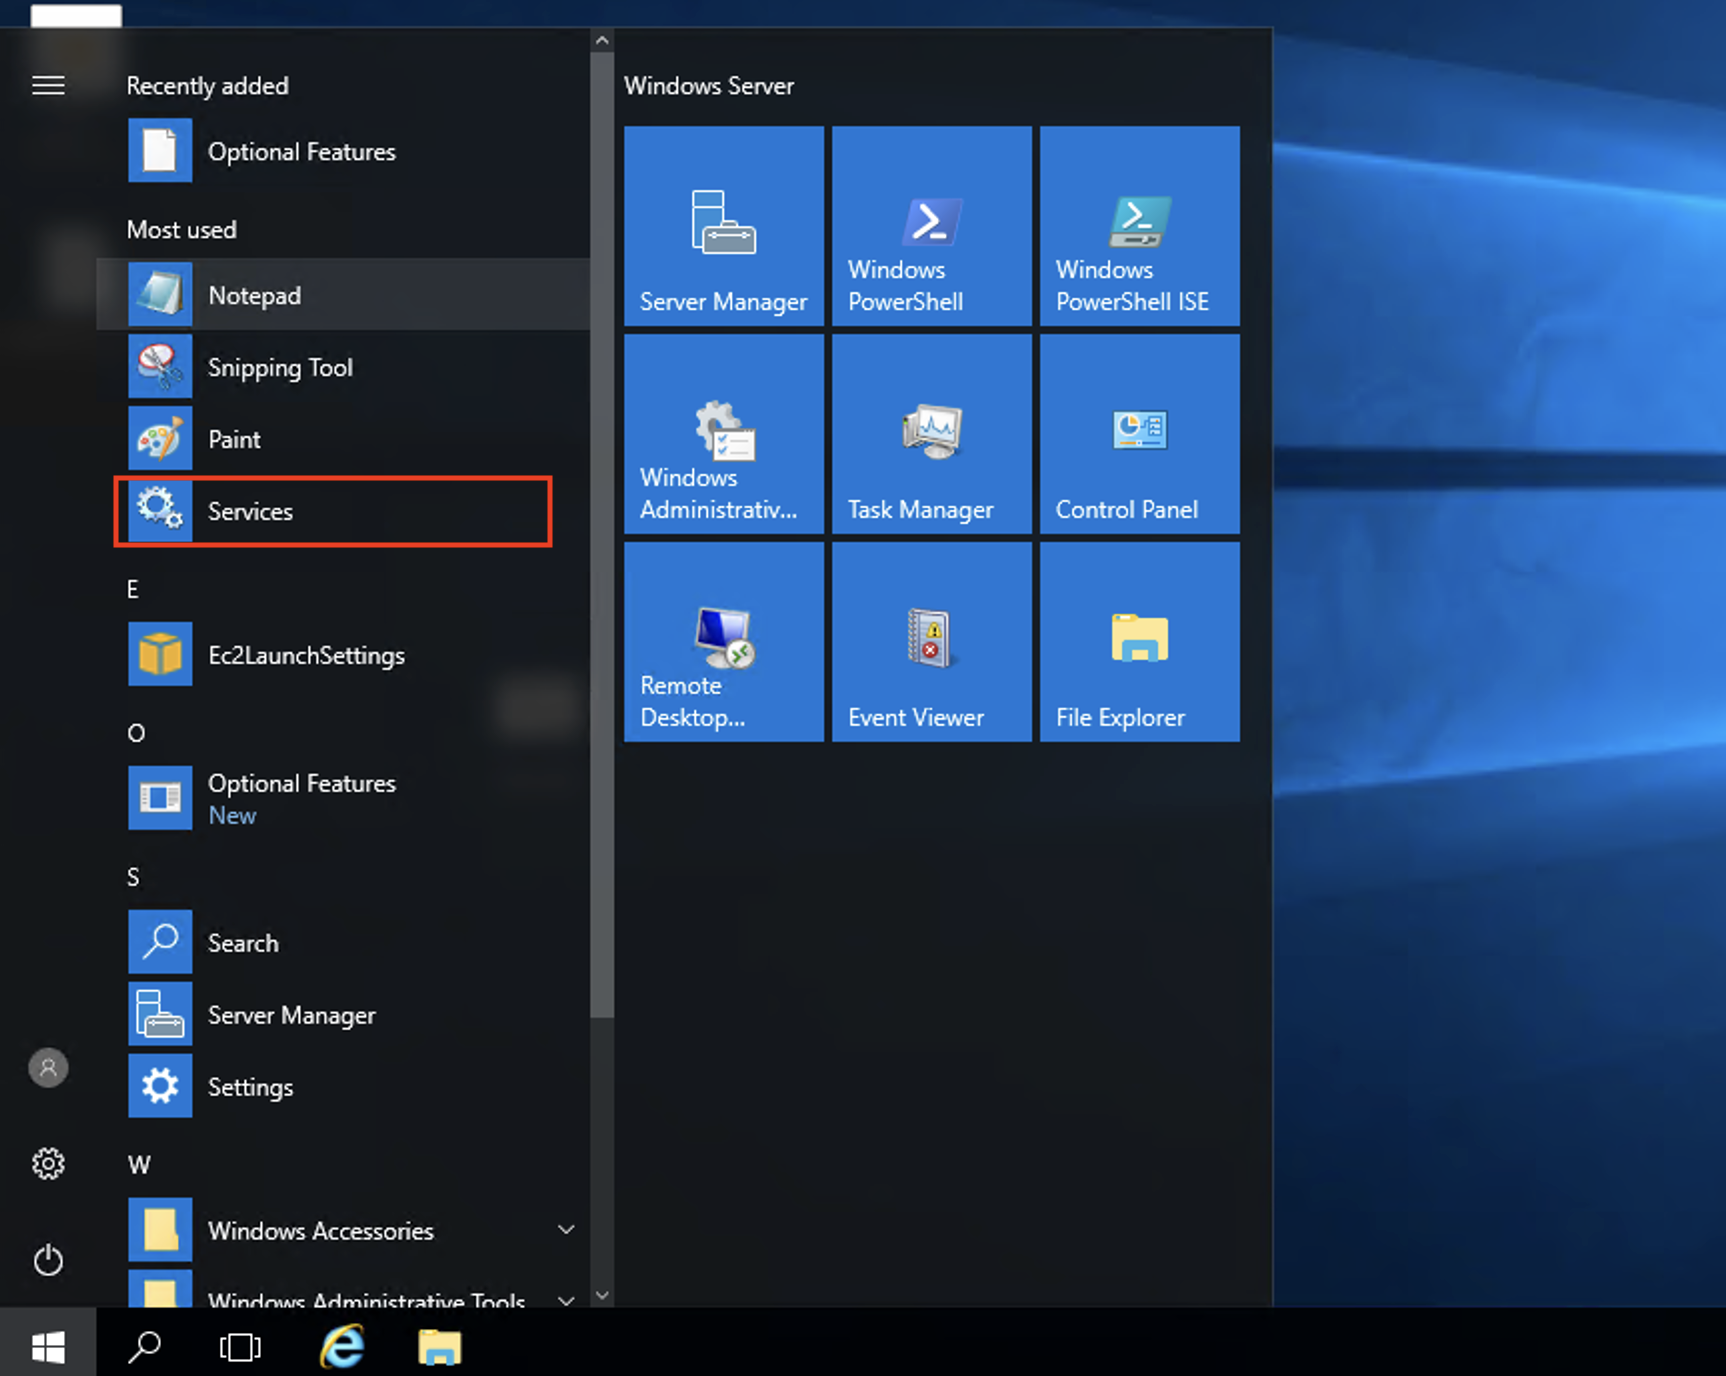 Recently added
Optional Features
Most used
Notepad
Snipping Tool
Paint
Services
E
Ec2LaunchSettings
O
Optional Features
New
S
Search
Server Manager
Settings
W
Windows Accessories
Windows Administrative Tools
Windows Server
Server Manager
Windows
PowerShell
Windows
PowerShell ISE
Windows
Administrativ...
Task Manager
Control Panel
Remote
Desktop...
Event Viewer
File Explorer